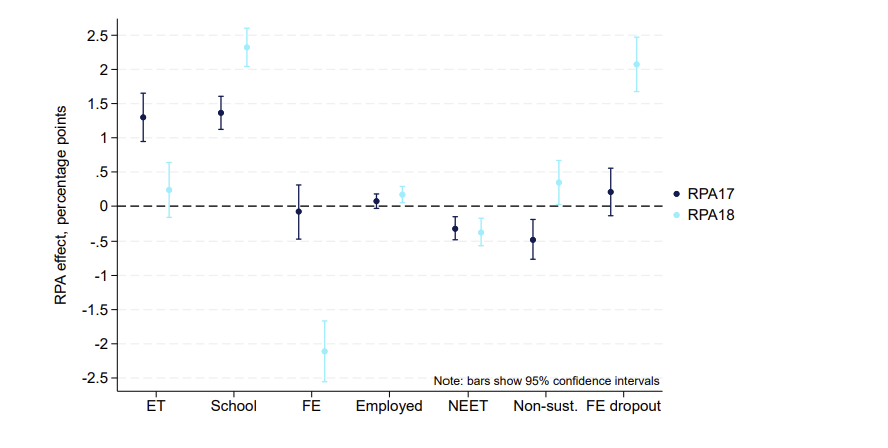 RPA effect, percentage points
2.5
2
1.5
1
.5
0
-.5
-1
-1.5
-2
-2.5
Note: bars show 95% confidence intervals
ET School FE Employed NEET Non-sust. FE dropout
RPA17
RPA18